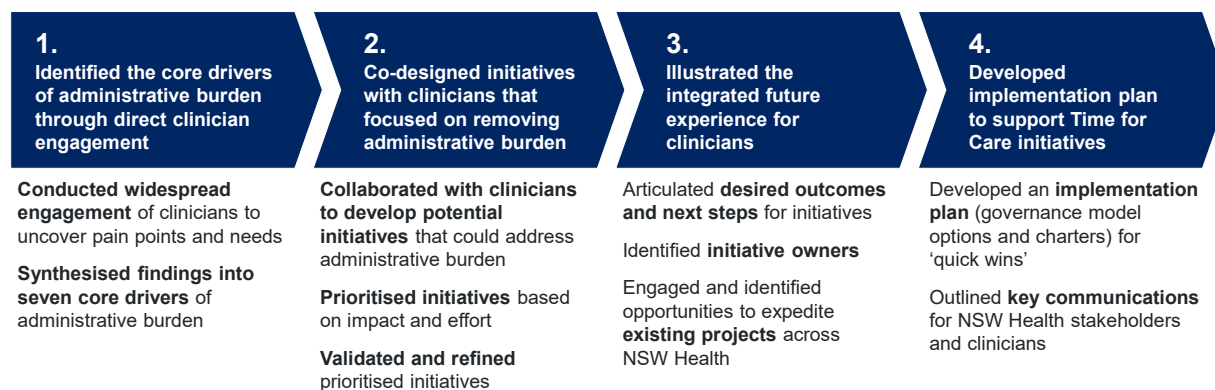 1.
Identified the core drivers
of administrative burden
through direct clinician
engagement
Conducted widespread
engagement of clinicians to
uncover pain points and needs
Synthesised findings into
seven core drivers of
administrative burden
2.
Co-designed initiatives
with clinicians that
focused on removing
administrative burden
Collaborated with clinicians
to develop potential
initiatives that could address
administrative burden
Prioritised initiatives based
on impact and effort
Validated and refined
prioritised initiatives
3.
Illustrated the
integrated future
experience for
clinicians
Articulated desired outcomes
and next steps for initiatives
Identified initiative owners
Engaged and identified
opportunities to expedite
existing projects across
NSW Health
4.
Developed
implementation plan
to support Time for
Care initiatives
Developed an implementation
plan (governance model
options and charters) for
‘quick wins’
Outlined key communications
for NSW Health stakeholders
and clinicians